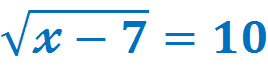 √(x − 7) = 10